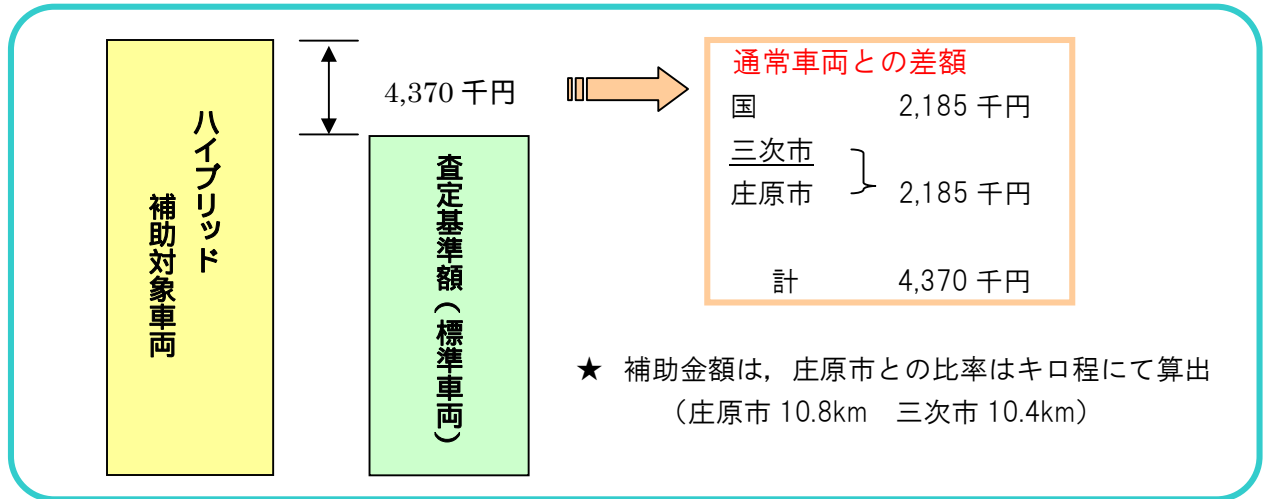 ハイブリッド
補助対象車両
4,370 千円
査定基準額(標準車両)
通常車両との差額
国 2,185 千円
三次市
庄原市 2,185 千円
計 4,370 千円
★ 補助金額は，庄原市との比率はキロ程にて算出
（庄原市 10.8km 三次市 10.4km）